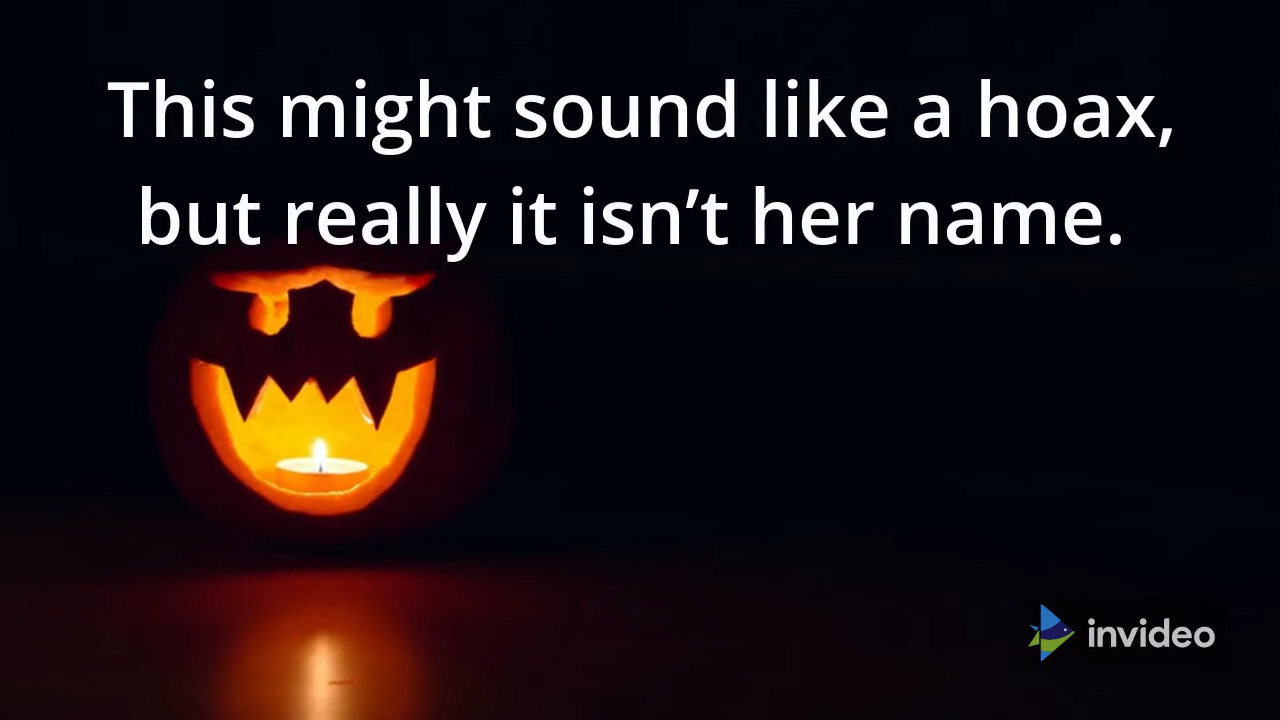 This might sound like a hoax,
but really it isn’t her name.
invideo